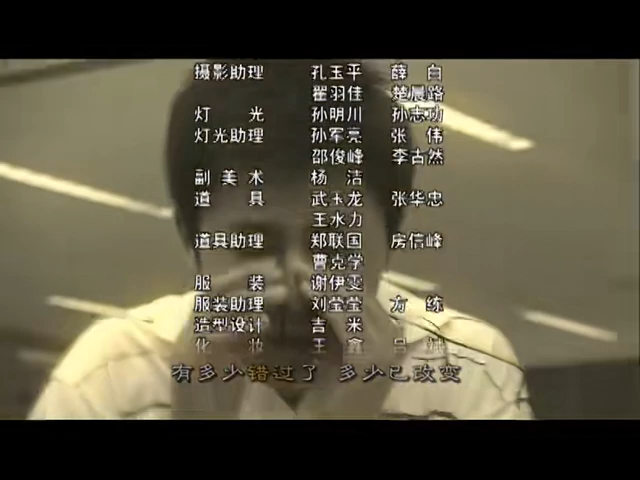 摄影助理 孔玉平 薛白
翟羽佳 楚晨路
灯光 孙明川 孙志功
灯光助理 孙军亮 张伟
邵俊峰 李古然
副美术 杨洁
道具 武玉龙 张华忠
王水力
道具助理 郑联国 房信峰
曹克学
服装 谢伊雯
服装助理 刘莹莹 方练
造型设计 吉米
化妆 王鑫 吕斌
有多少错过了 多少已改变